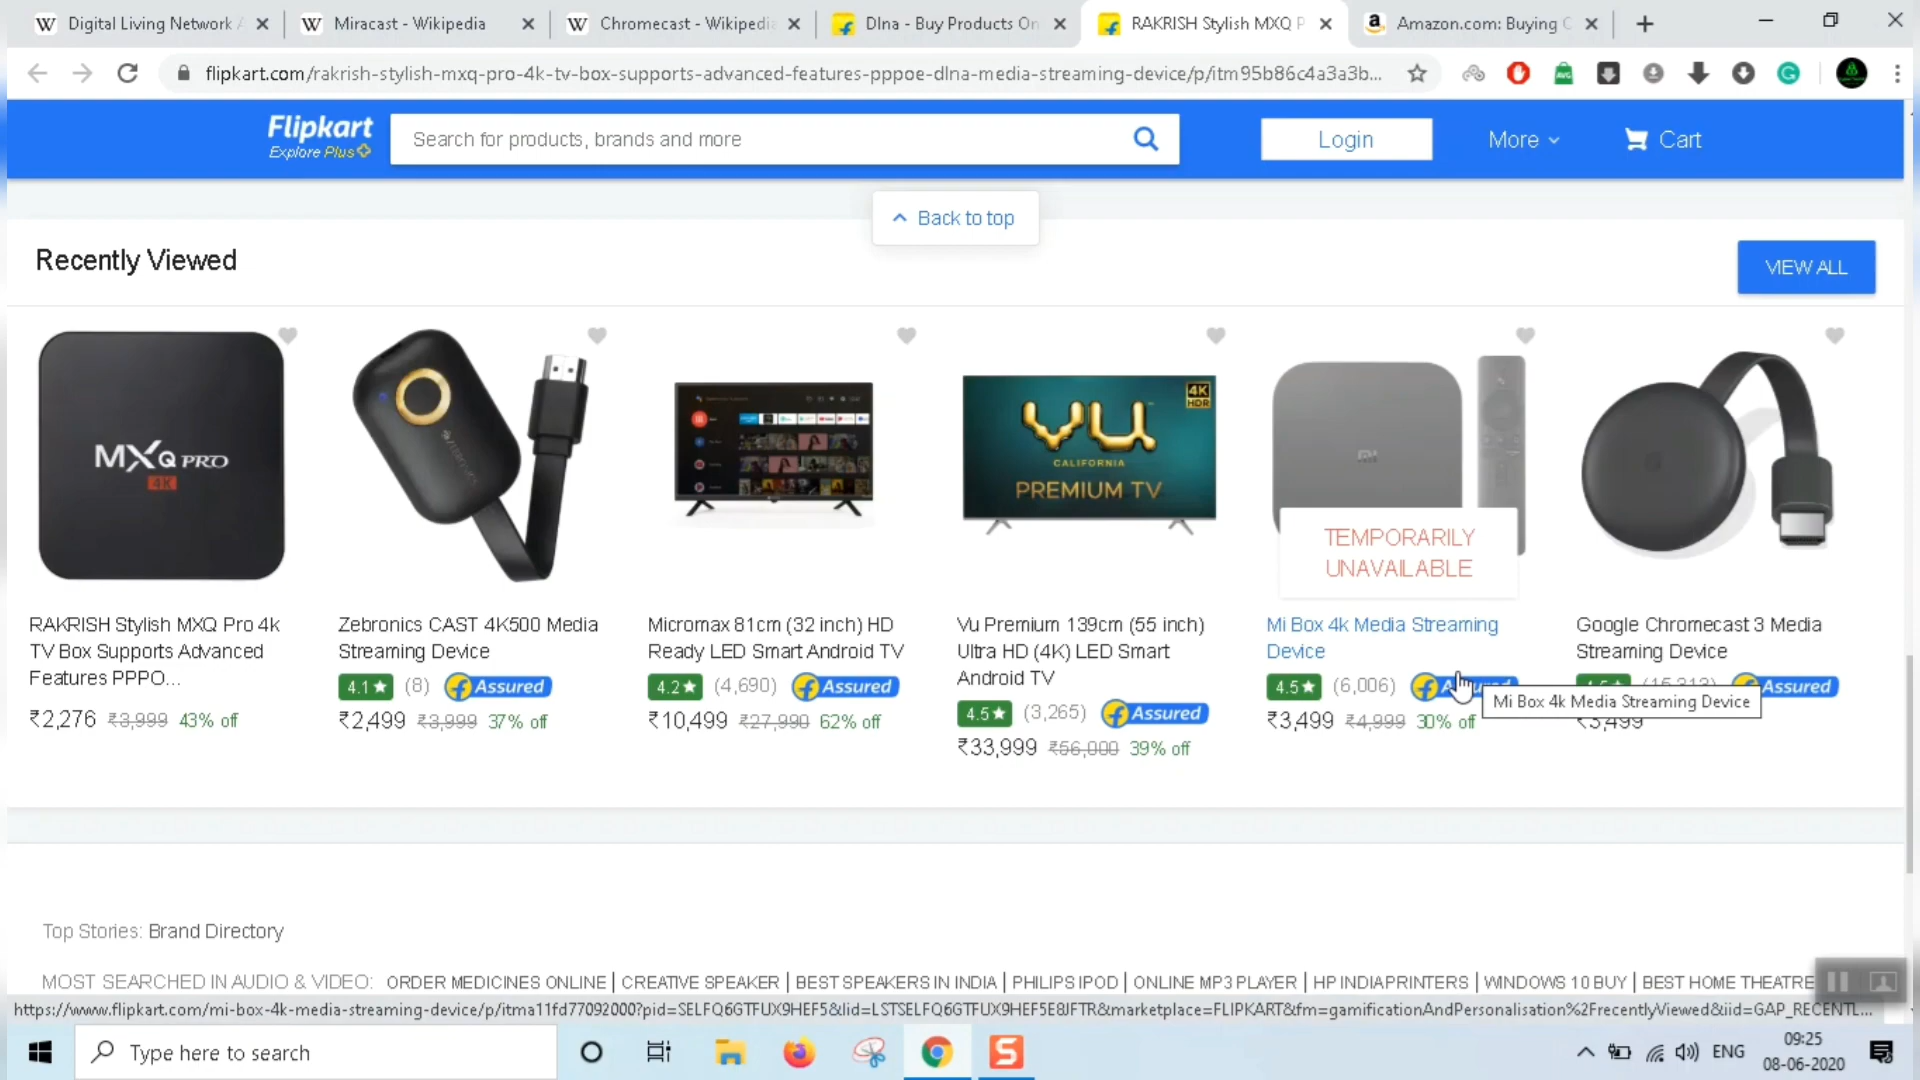 Digital Living Network A
Miracast - Wikipedia
Chromecast - Wikipedia
Dlna - Buy Products On
RAKRISH Stylish MXQ P
Amazon.com: Buying C
flipkart.com/rakrish-stylish-mxq-pro-4k-tv-box-supports-advanced-features-pppoe-dlna-media-streaming-device/p/itm95b86c4a3a3b...
Flipkart
Explore Plus
Search for products, brands and more
Login
More
Cart
Back to top
Recently Viewed
VIEW ALL
MXQ PRO
4K
VU
CALIFORNIA
PREMIUM TV
4K
HDR
MI
TEMPORARILY
UNAVAILABLE
RAKRISH Stylish MXQ Pro 4k
TV Box Supports Advanced
Features PPPO...
₹2,276 ₹3,999 43% off
Zebronics CAST 4K500 Media
Streaming Device
4.1★ (8) Assured
₹2,499 ₹3,999 37% off
Micromax 81cm (32 inch) HD
Ready LED Smart Android TV
4.2★ (4,690) Assured
₹10,499 ₹27,990 62% off
Vu Premium 139cm (55 inch)
Ultra HD (4K) LED Smart
Android TV
4.5★ (3,265) Assured
₹33,999 ₹56,000 39% off
Mi Box 4k Media Streaming
Device
4.5★ (6,006) Assured
₹3,499 ₹4,999 30% off
Google Chromecast 3 Media
Streaming Device
Assured
₹3,499
Mi Box 4k Media Streaming Device
Top Stories: Brand Directory
MOST SEARCHED IN AUDIO & VIDEO: ORDER MEDICINES ONLINE | CREATIVE SPEAKER | BEST SPEAKERS IN INDIA | PHILIPS IPOD | ONLINE MP3 PLAYER | HP INDIA PRINTERS | WINDOWS 10 BUY | BEST HOME THEATRE
https://www.flipkart.com/mi-box-4k-media-streaming-device/p/itma11fd77092000?pid=SELFQ6GTFUX9HEF5&lid=LSTSELFQ6GTFUX9HEF5E8JFTR&marketplace=FLIPKART&fm=gamificationAndPersonalisation%2FrecentlyViewed&iid=GAP_RECENTL...
Type here to search
ENG
09:25
08-06-2020